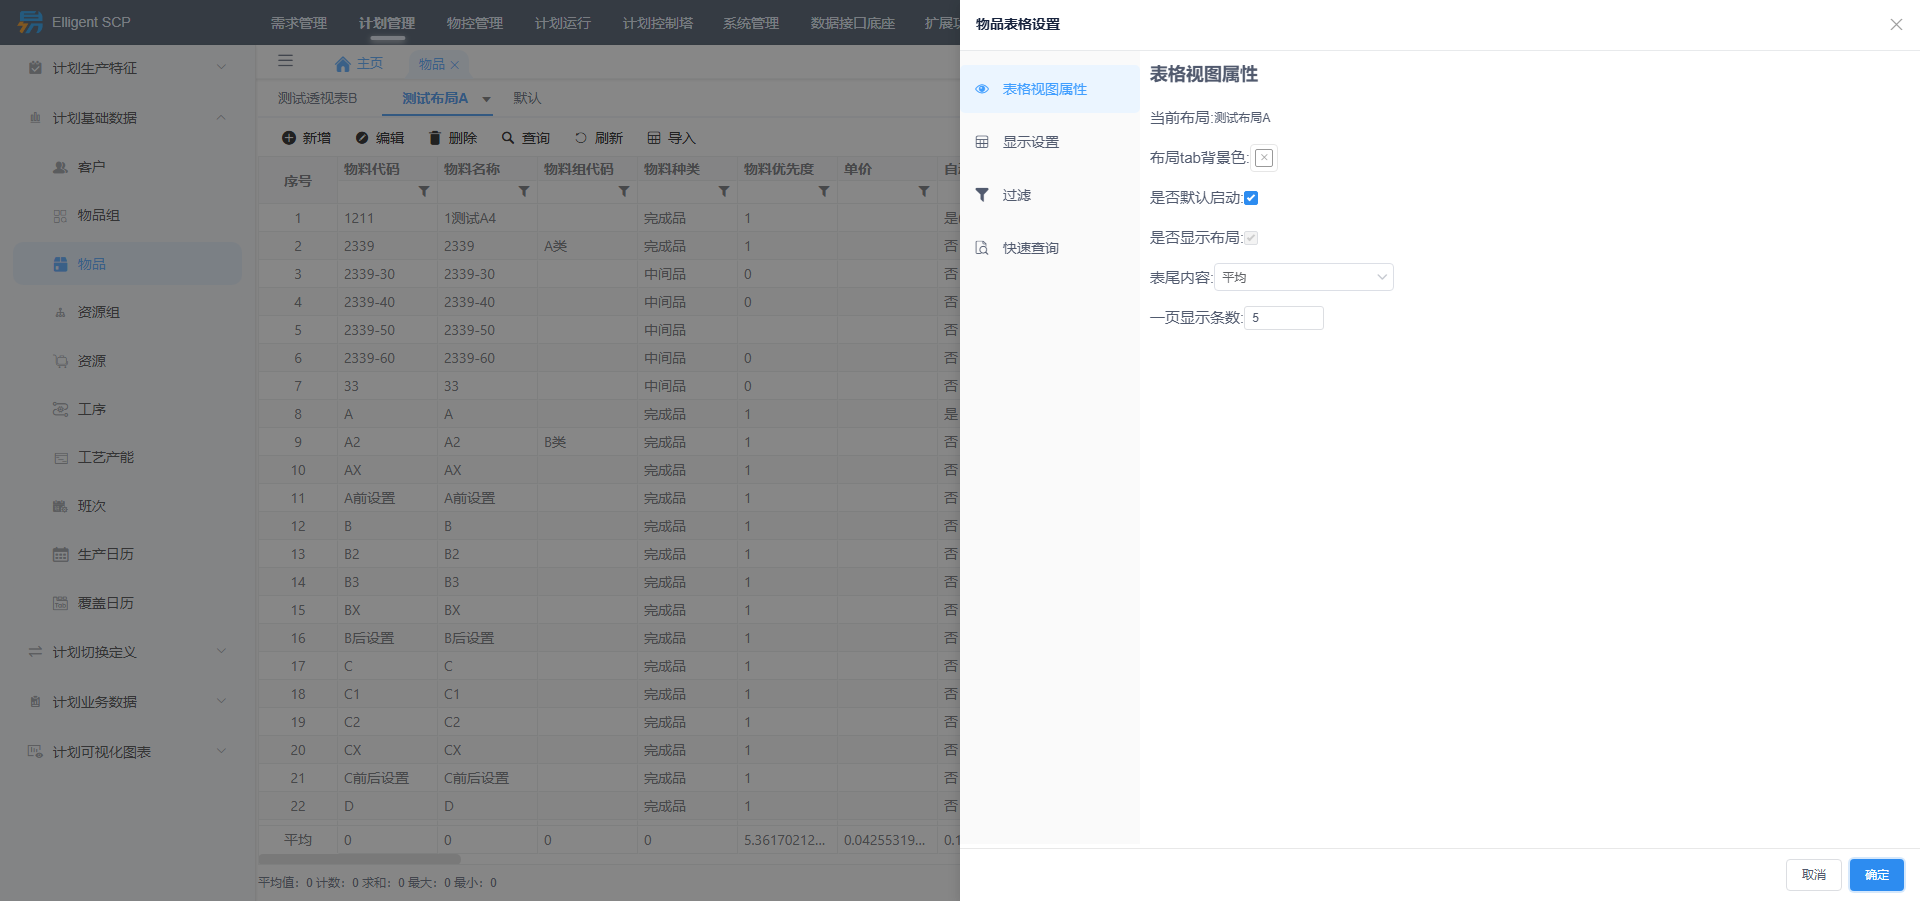 Elligent SCP
需求管理 计划管理 物控管理 计划运行 计划控制塔 系统管理 数据接口底座
计划生产特征
计划基础数据
客户
物品组
物品
资源组
资源
工序
工艺产能
班次
生产日历
覆盖日历
计划切换定义
计划业务数据
计划可视化图表
主页 物品
测试透视表B 测试布局A 默认
新增 编辑 删除 查询 刷新 导入
序号 物料代码 物料名称 物料组代码 物料种类 物料优先度 单价
1 1211 1测试A4 完成品 1 是
2 2339 2339 A类 完成品 1 否
3 2339-30 2339-30 中间品 0 否
4 2339-40 2339-40 中间品 0 否
5 2339-50 2339-50 中间品 否
6 2339-60 2339-60 中间品 0 否
7 33 33 中间品 0 否
8 A A 完成品 1 是
9 A2 A2 B类 完成品 1 否
10 AX AX 完成品 1 否
11 A前设置 A前设置 完成品 1 否
12 B B 完成品 1 否
13 B2 B2 完成品 1 否
14 B3 B3 完成品 1 否
15 BX BX 完成品 1 否
16 B后设置 B后设置 完成品 1 否
17 C C 完成品 1 否
18 C1 C1 完成品 1 否
19 C2 C2 完成品 1 否
20 CX CX 完成品 1 否
21 C前后设置 C前后设置 完成品 1 否
22 D D 完成品 1 否
平均 0 0 0 0 5.36170212... 0.04255319...
平均值: 0 计数: 0 求和: 0 最大: 0 最小: 0
物品表格设置
表格视图属性
显示设置
过滤
快速查询
表格视图属性
当前布局:测试布局A
布局tab背景色:
是否默认启动:
是否显示布局:
表尾内容: 平均
一页显示条数: 5
取消 确定